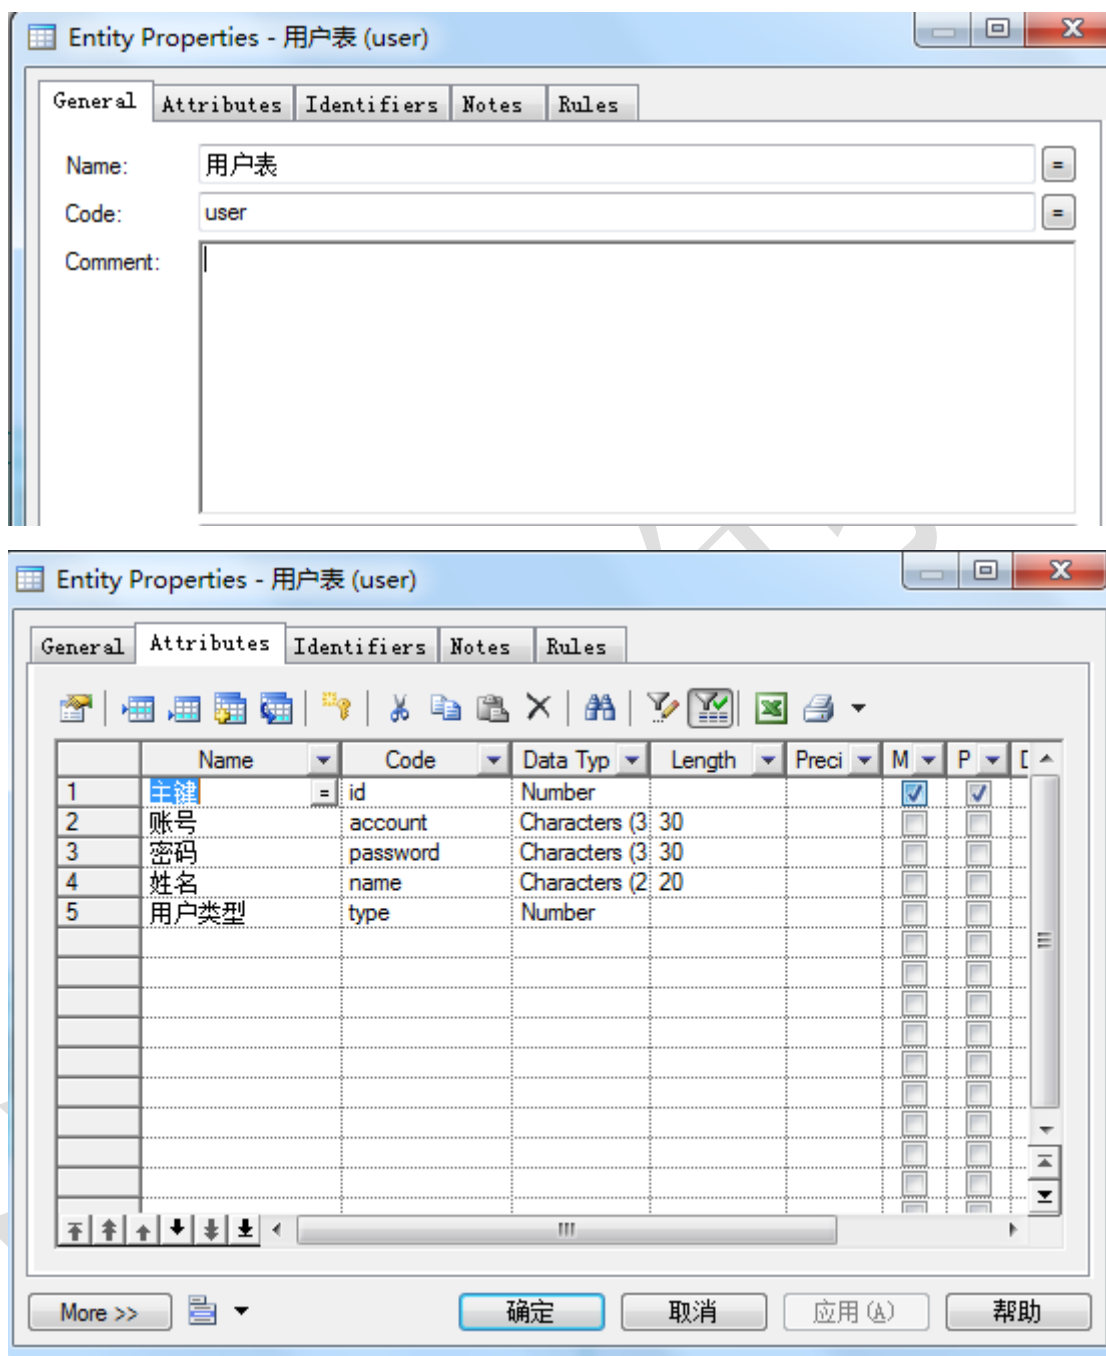 Entity Properties - 用户表 (user)
General Attributes Identifiers Notes Rules
Name: 用户表 =
Code: user =
Comment:
Entity Properties - 用户表 (user)
General Attributes Identifiers Notes Rules
Name Code Data Typ Length Preci M P D
1 主键 = id Number
2 账号 account Characters (3 30
3 密码 password Characters (3 30
4 姓名 name Characters (2 20
5 用户类型 type Number
More >> 确定 取消 应用(A) 帮助